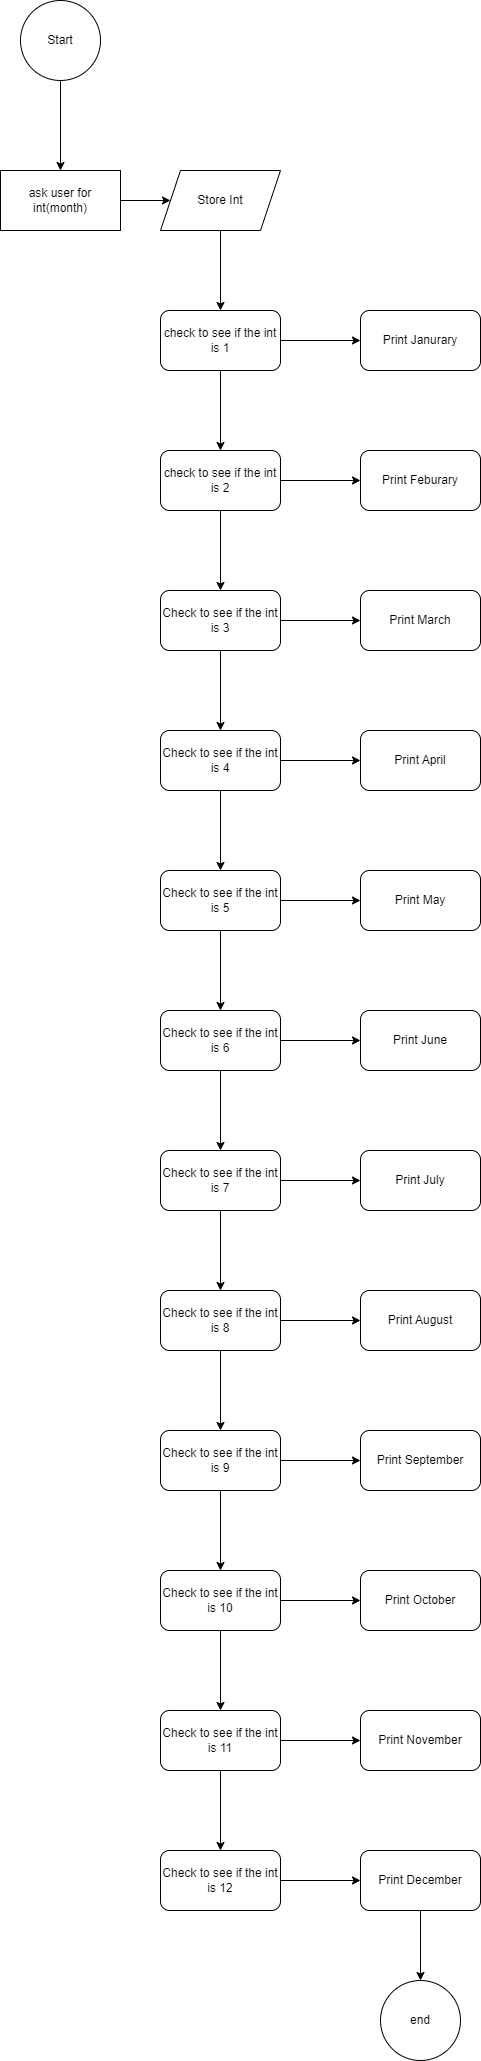 Start
ask user for
int(month)
Store Int
check to see if the int
is 1
Print Janurary
check to see if the int
is 2
Print Feburary
Check to see if the int
is 3
Print March
Check to see if the int
is 4
Print April
Check to see if the int
is 5
Print May
Check to see if the int
is 6
Print June
Check to see if the int
is 7
Print July
Check to see if the int
is 8
Print August
Check to see if the int
is 9
Print September
Check to see if the int
is 10
Print October
Check to see if the int
is 11
Print November
Check to see if the int
is 12
Print December
end